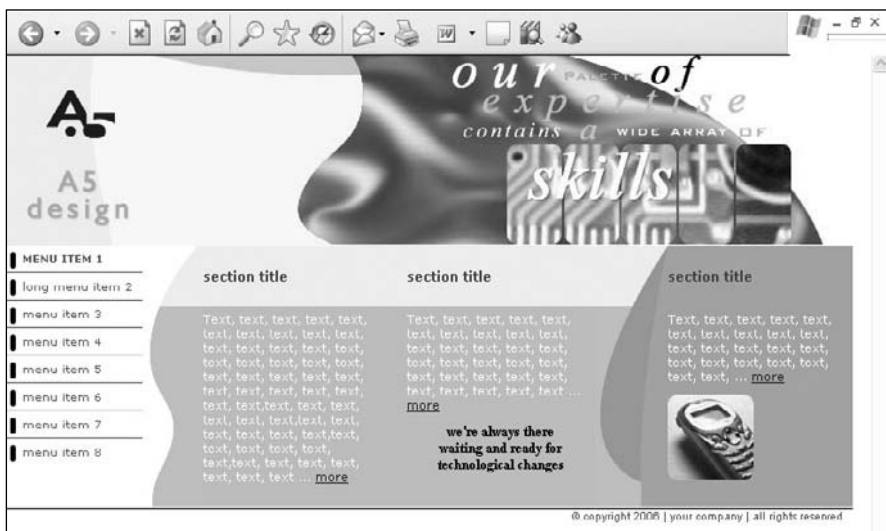 our PALETTE of
expertise
contains a WIDE ARRAY OF
skills
A5
A5
design
MENU ITEM 1
long menu item 2
menu item 3
menu item 4
menu item 5
menu item 6
menu item 7
menu item 8
section title
Text, text, text, text, text,
text, text, text, text, text,
text, text, text, text, text,
text, text, text, text, text,
text, text, text, text, text,
text, text, text, text, text,
text, text,text, text, text,
text, text, text,text, text,
text, text, text, text,text,
text, text, text, text,
text,text, text, text, text,
text, text, text ... more
section title
Text, text, text, text, text,
text, text, text, text, text,
text, text, text, text, text,
text, text, text, text, text,
text, text, text, text, text,
text, text, text, text, text ...
more
we're always there
waiting and ready for
technological changes
section title
Text, text, text, text, text,
text, text, text, text, text,
text, text, text, text, text,
text, text, text, text, text,
text, text, ... more
© copyright 2006 | your company | all rights reserved